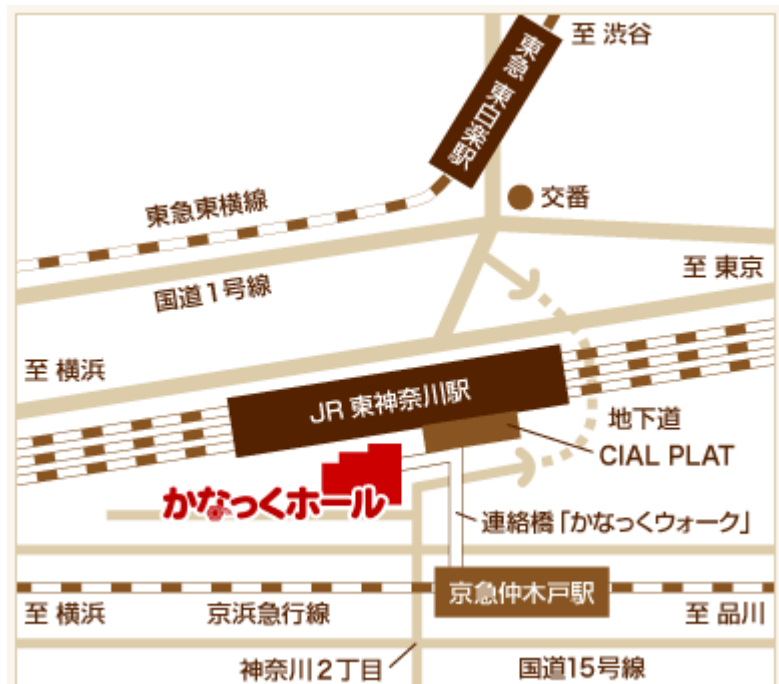 至 渋谷
東急 東白楽駅
交番
東急東横線
至 東京
国道1号線
至 横浜
JR 東神奈川駅
地下道
CIAL PLAT
かなっくホール
連絡橋「かなっくウォーク」
京急仲木戸駅
至 横浜
京浜急行線
至 品川
神奈川2丁目
国道15号線